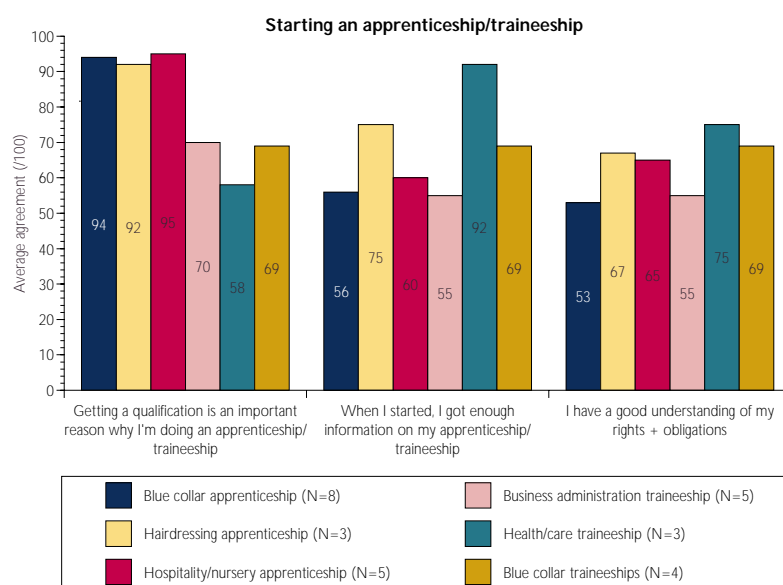 Starting an apprenticeship/traineeship
Average agreement (/100)
100
90
80
70
60
50
40
30
20
10
0
94
92
95
70
58
69
56
75
60
55
92
69
53
67
65
55
75
69
Getting a qualification is an important
reason why I'm doing an apprenticeship/
traineeship
When I started, I got enough
information on my apprenticeship/
traineeship
I have a good understanding of my
rights + obligations
Blue collar apprenticeship (N=8)
Hairdressing apprenticeship (N=3)
Hospitality/nursery apprenticeship (N=5)
Business administration traineeship (N=5)
Health/care traineeship (N=3)
Blue collar traineeships (N=4)